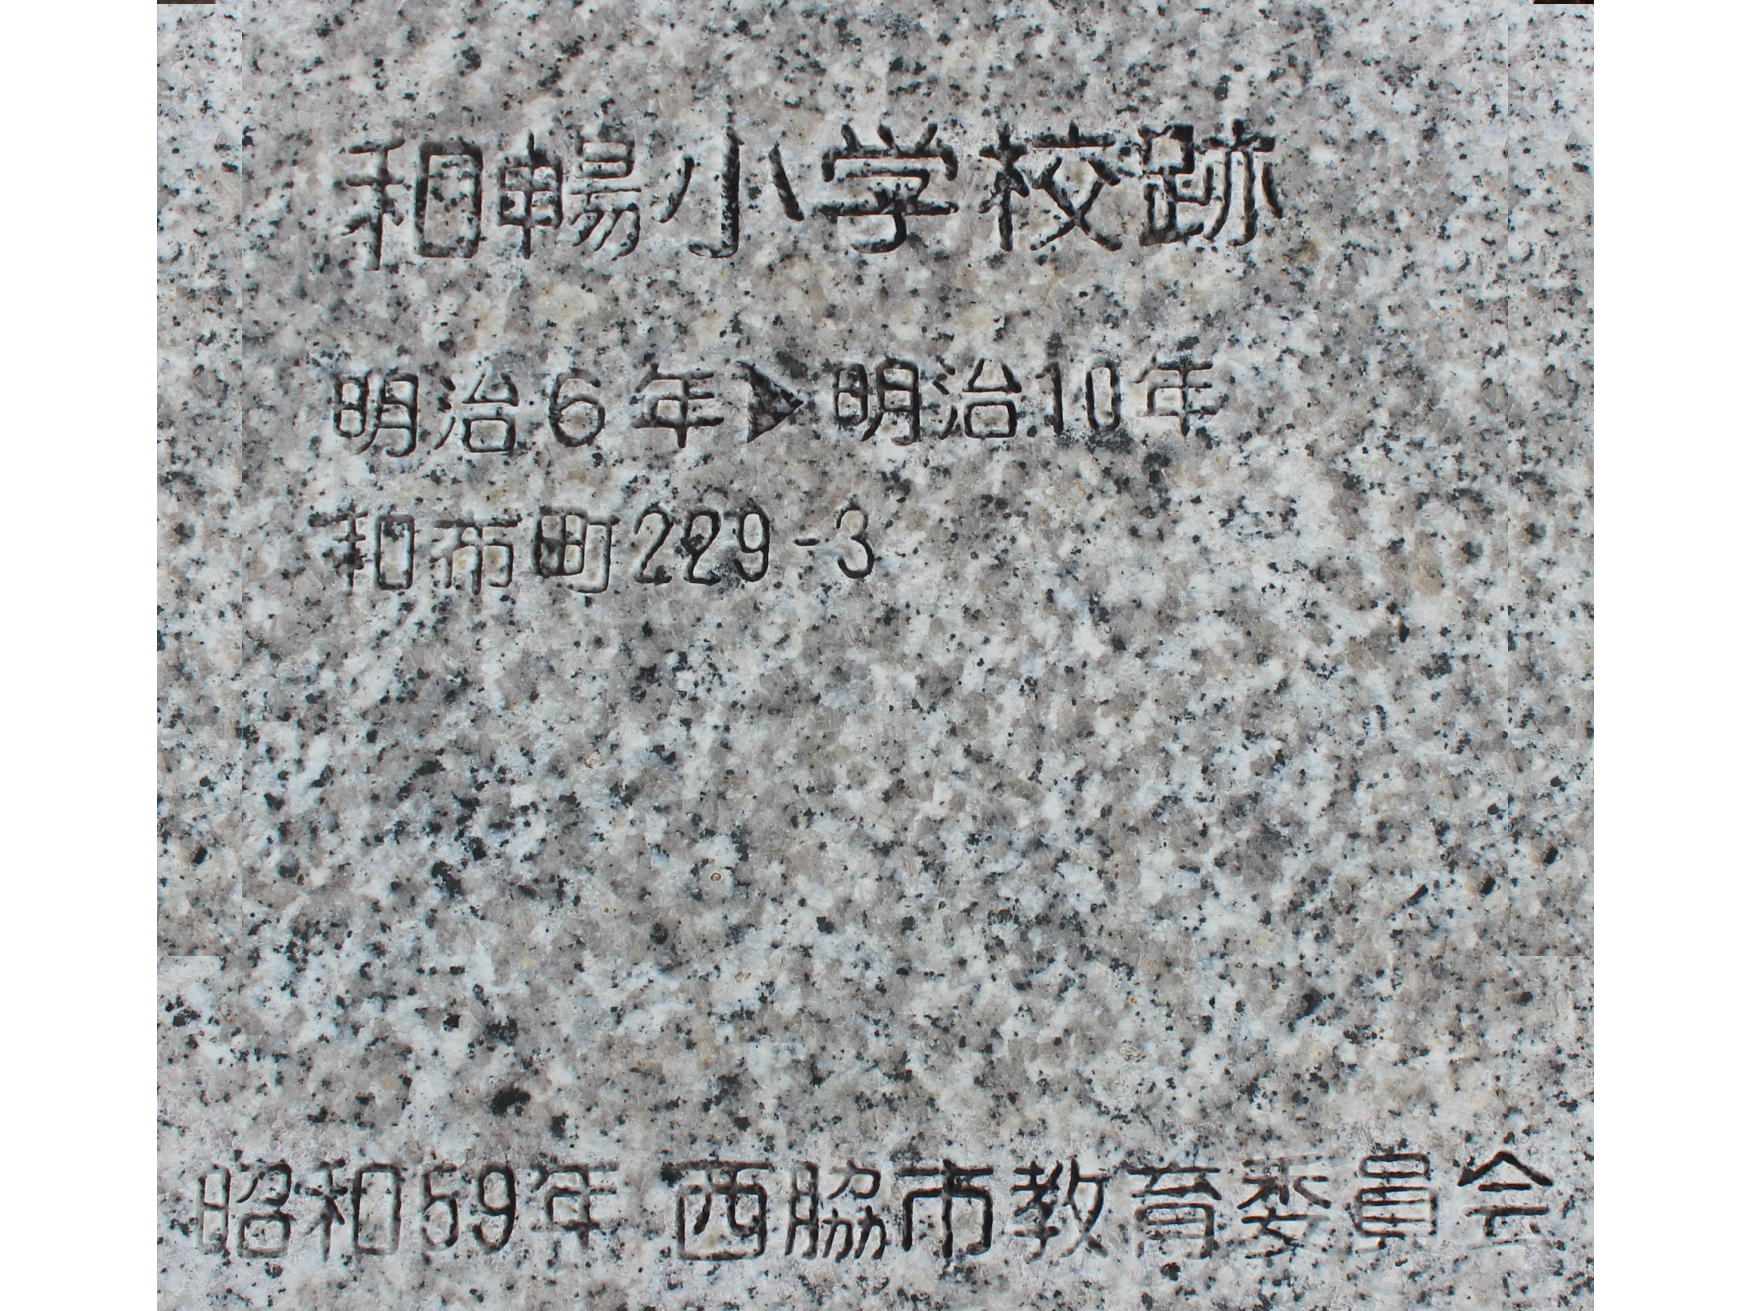 和暢小学校跡
明治6年▶明治10年
和布町229-3
昭和59年 西脇市教育委員会